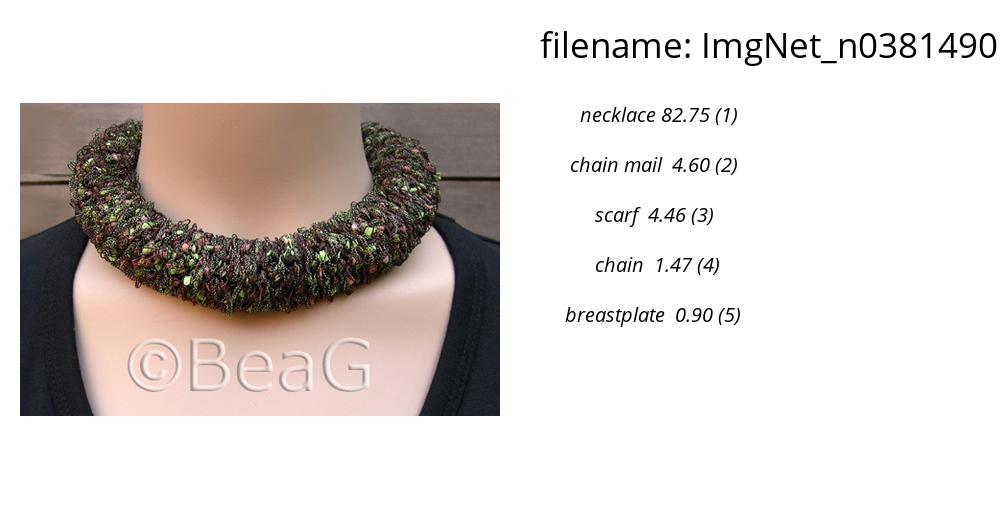 filename: ImgNet_n0381490
necklace 82.75 (1)
chain mail 4.60 (2)
scarf 4.46 (3)
chain 1.47 (4)
breastplate 0.90 (5)
©BeaG